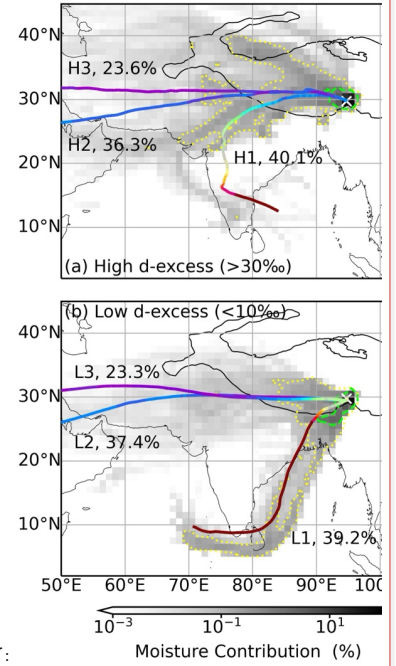 40°N
H3, 23.6%
30°N
H2, 36.3%
H1, 40.1%
20°N
10°N
(a) High d-excess (>30‰)
(b) Low d-excess (<10‰)
40°N
L3, 23.3%
30°N
L2, 37.4%
20°N
10°N
L1, 39.2%
50°E 60°E 70°E 80°E 90°E 100
10⁻³ 10⁻¹ 10¹
Moisture Contribution (%)